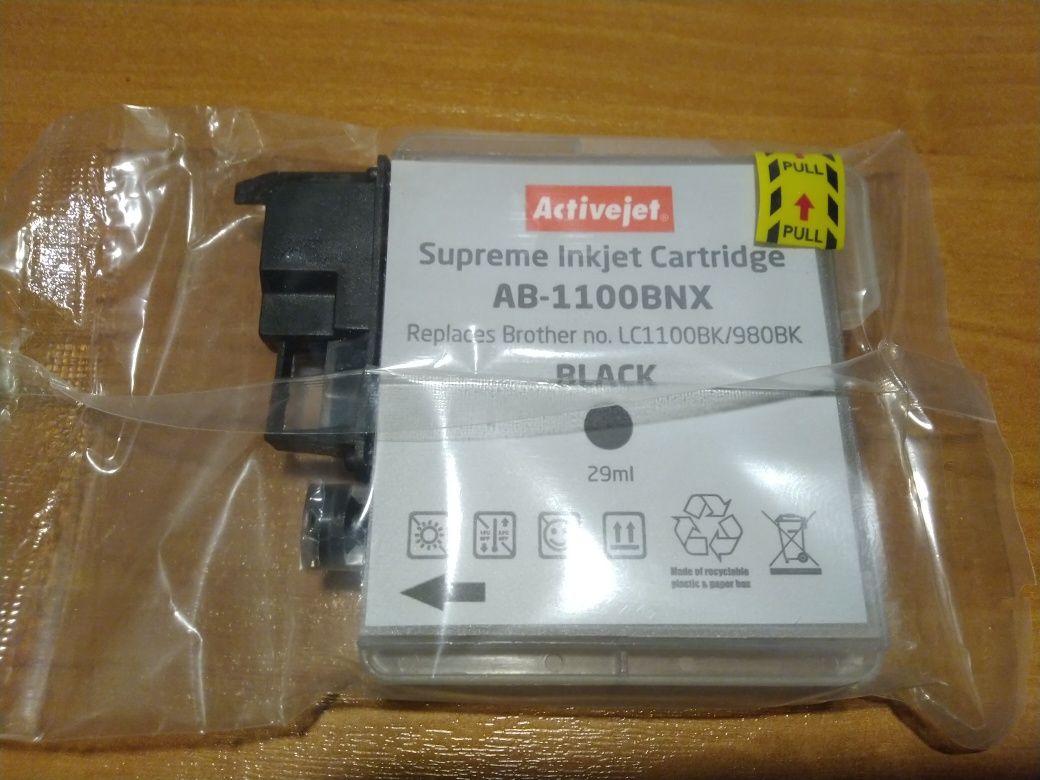 PULL
PULL
Activejet®
Supreme Inkjet Cartridge
AB-1100BNX
Replaces Brother no. LC1100BK/980BK
BLACK
29ml
Made of recyclable
plastic & paper box